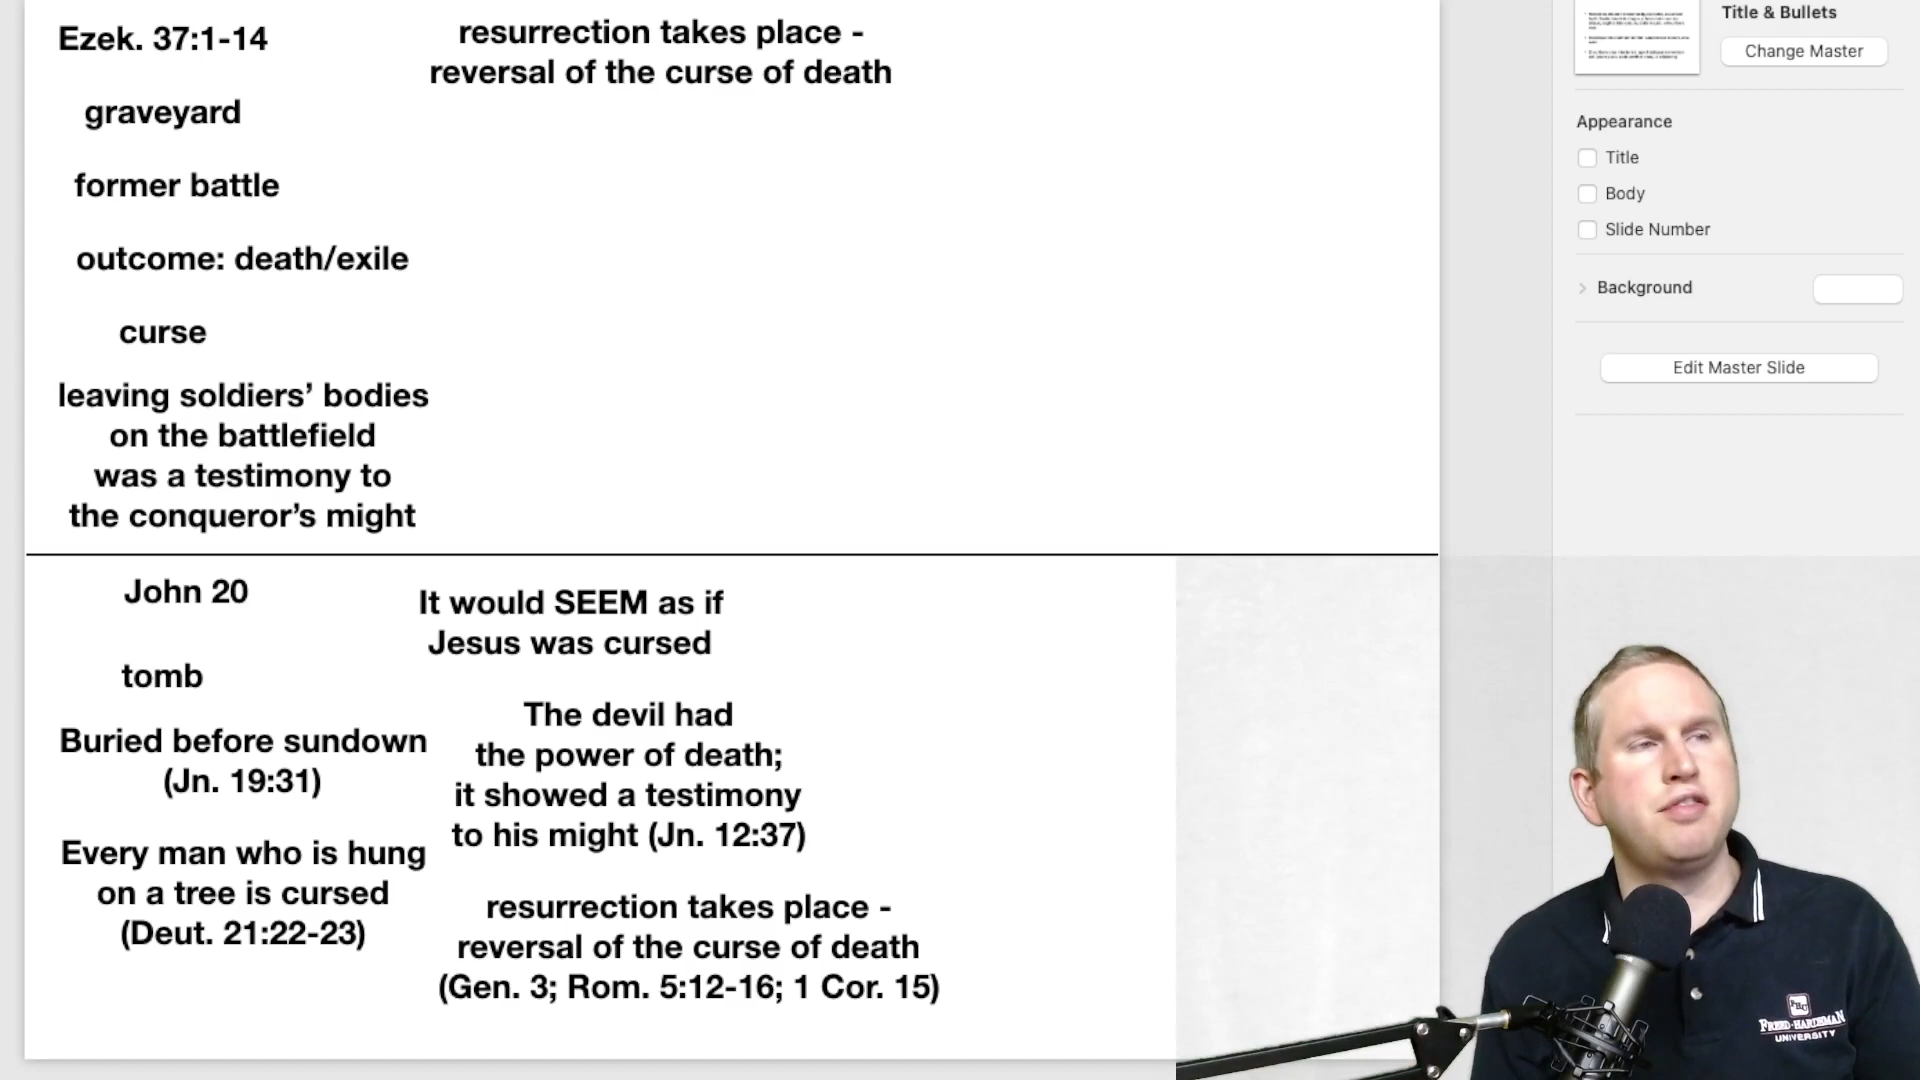 Ezek. 37:1-14
graveyard
former battle
outcome: death/exile
curse
leaving soldiers’ bodies
on the battlefield
was a testimony to
the conqueror’s might
resurrection takes place -
reversal of the curse of death
John 20
tomb
Buried before sundown
(Jn. 19:31)
Every man who is hung
on a tree is cursed
(Deut. 21:22-23)
It would SEEM as if
Jesus was cursed
The devil had
the power of death;
it showed a testimony
to his might (Jn. 12:37)
resurrection takes place -
reversal of the curse of death
(Gen. 3; Rom. 5:12-16; 1 Cor. 15)
Title & Bullets
Change Master
Appearance
Title
Body
Slide Number
Background
Edit Master Slide
FHU
FREED-HARDEMAN
UNIVERSITY